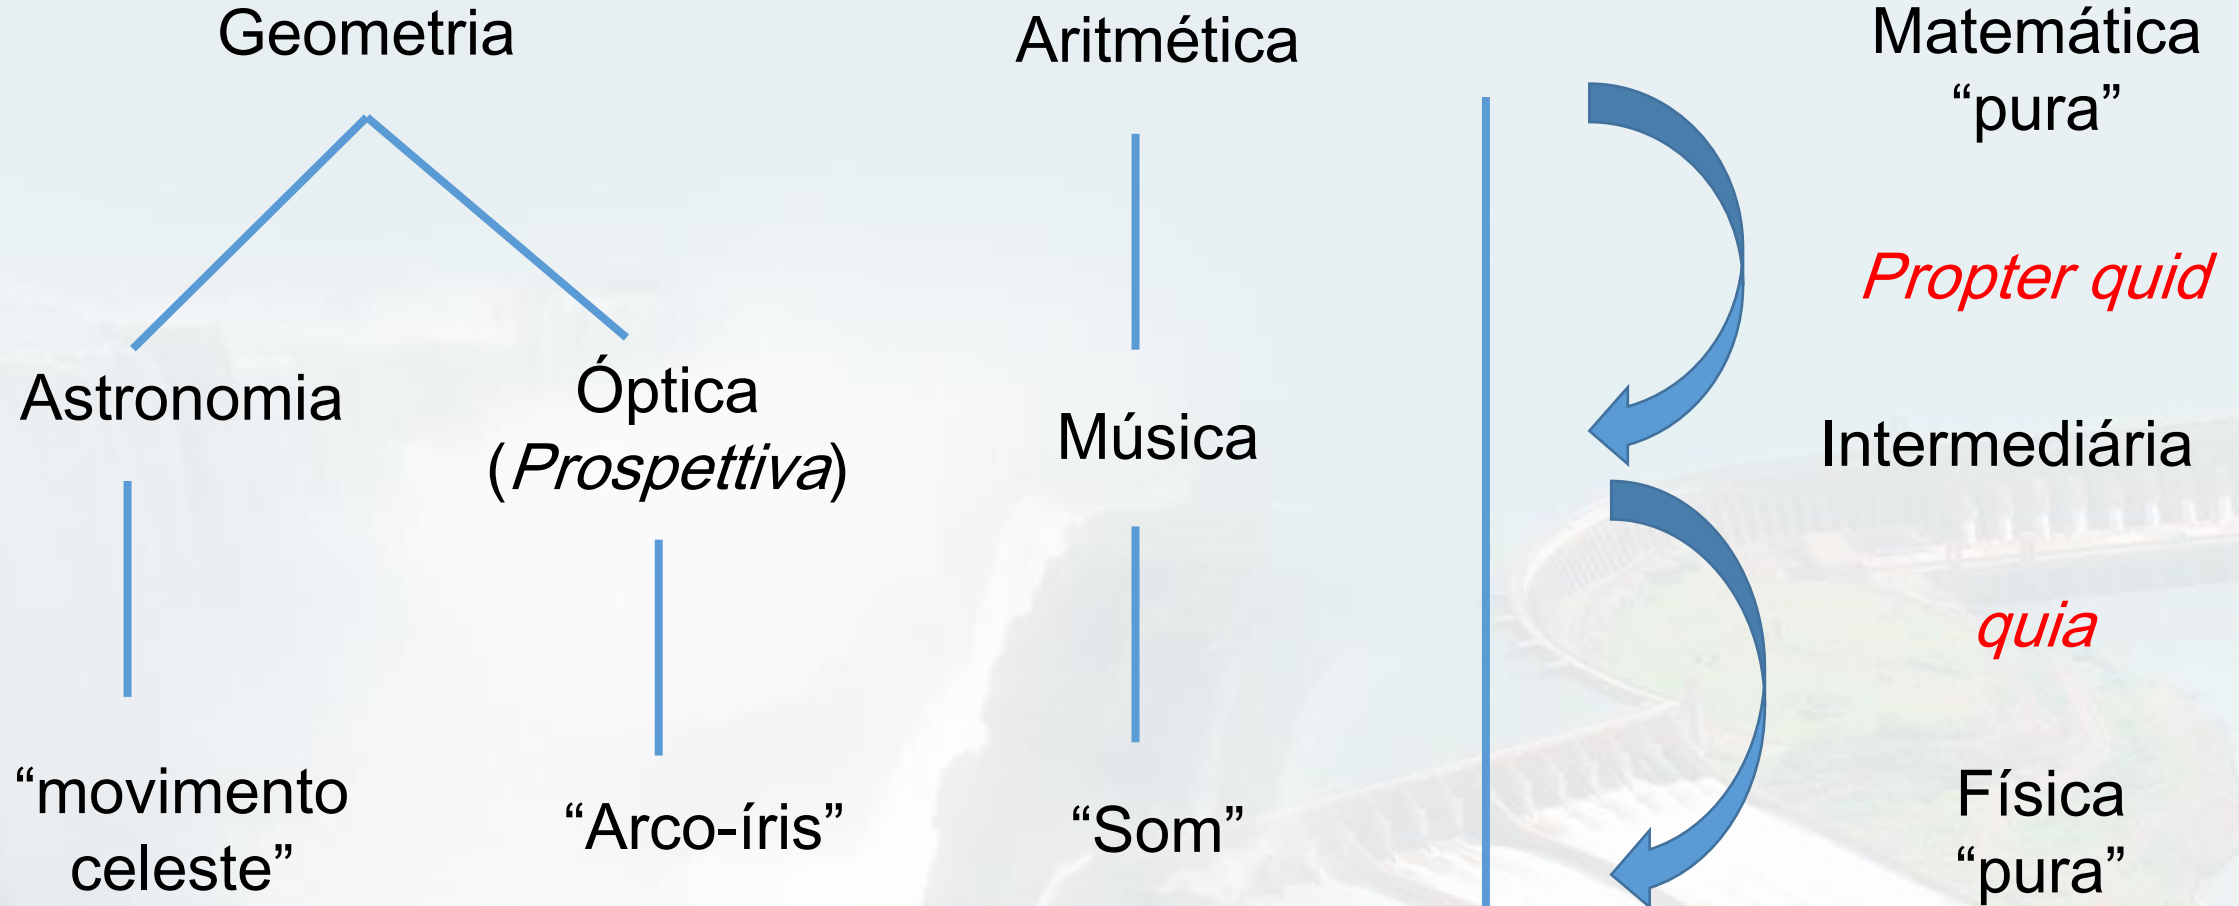 Geometria
Aritmética
Matemática
“pura”
Propter quid
Astronomia
Óptica
(Prospettiva)
Música
Intermediária
quia
“movimento
celeste”
“Arco-íris”
“Som”
Física
“pura”